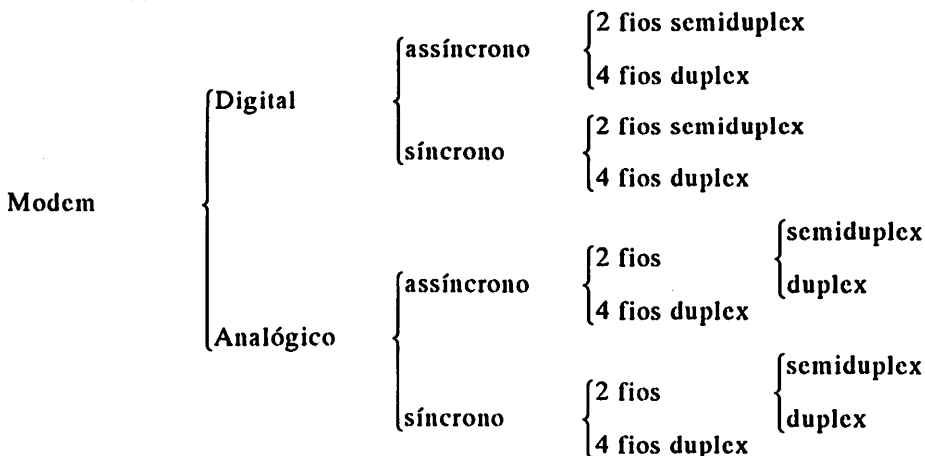 Modem
Digital
assíncrono
2 fios semiduplex
4 fios duplex
síncrono
2 fios semiduplex
4 fios duplex
Analógico
assíncrono
2 fios
semiduplex
duplex
4 fios duplex
síncrono
2 fios
semiduplex
duplex
4 fios duplex